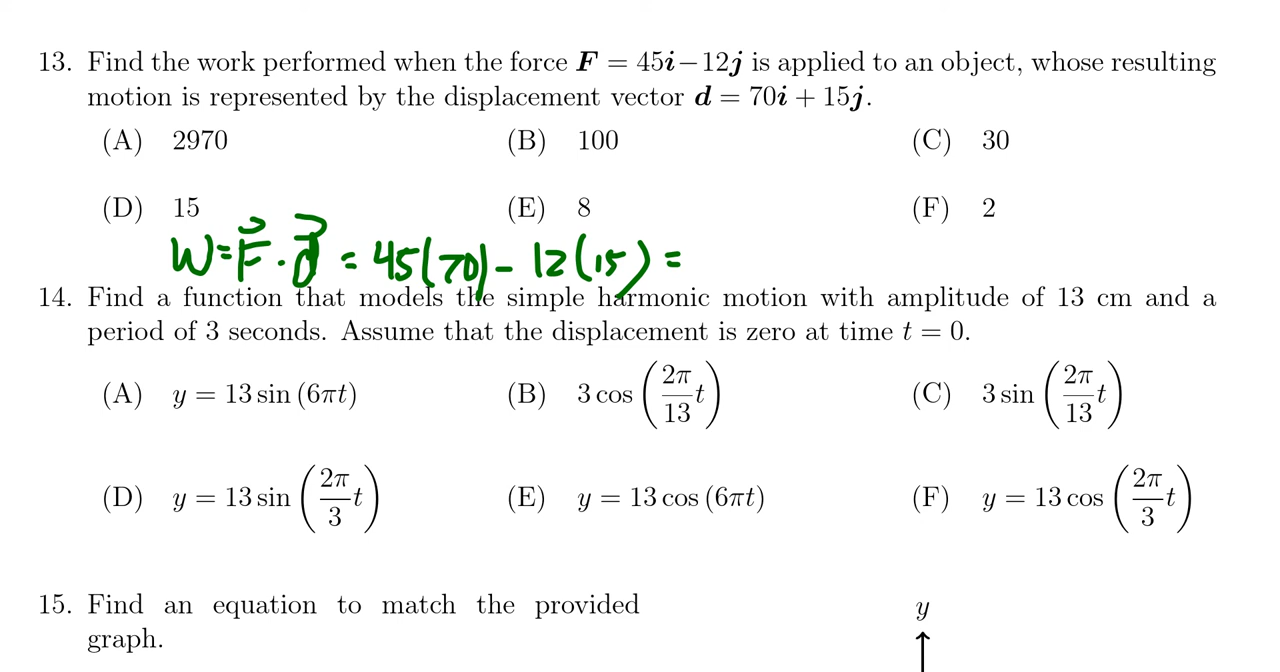 13. Find the work performed when the force F = 45i − 12j is applied to an object, whose resulting
motion is represented by the displacement vector d = 70i + 15j.
(A) 2970 (B) 100 (C) 30
(D) 15 (E) 8 (F) 2
W = F⃗ · d⃗ = 45(70) − 12(15) =
14. Find a function that models the simple harmonic motion with amplitude of 13 cm and a
period of 3 seconds. Assume that the displacement is zero at time t = 0.
(A) y = 13 sin (6πt) (B) 3 cos (2π/13 t) (C) 3 sin (2π/13 t)
(D) y = 13 sin (2π/3 t) (E) y = 13 cos (6πt) (F) y = 13 cos (2π/3 t)
15. Find an equation to match the provided
graph.
y